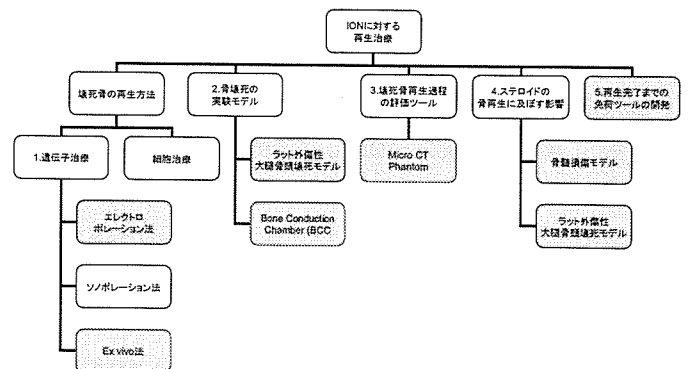 IONに対する
再生治療
壊死骨の再生方法
2.骨壊死の
実験モデル
3.壊死骨再生過程
の評価ツール
4.ステロイドの
骨再生に及ぼす影響
5.再生完了までの
免荷ツールの開発
1.遺伝子治療
細胞治療
ラット外傷性
大腿骨頭壊死モデル
Micro CT
Phantom
骨髄損傷モデル
エレクトロ
ポレーション法
Bone Conduction
Chamber (BCC
ラット外傷性
大腿骨頭壊死モデル
ソノポレーション法
Ex vivo法